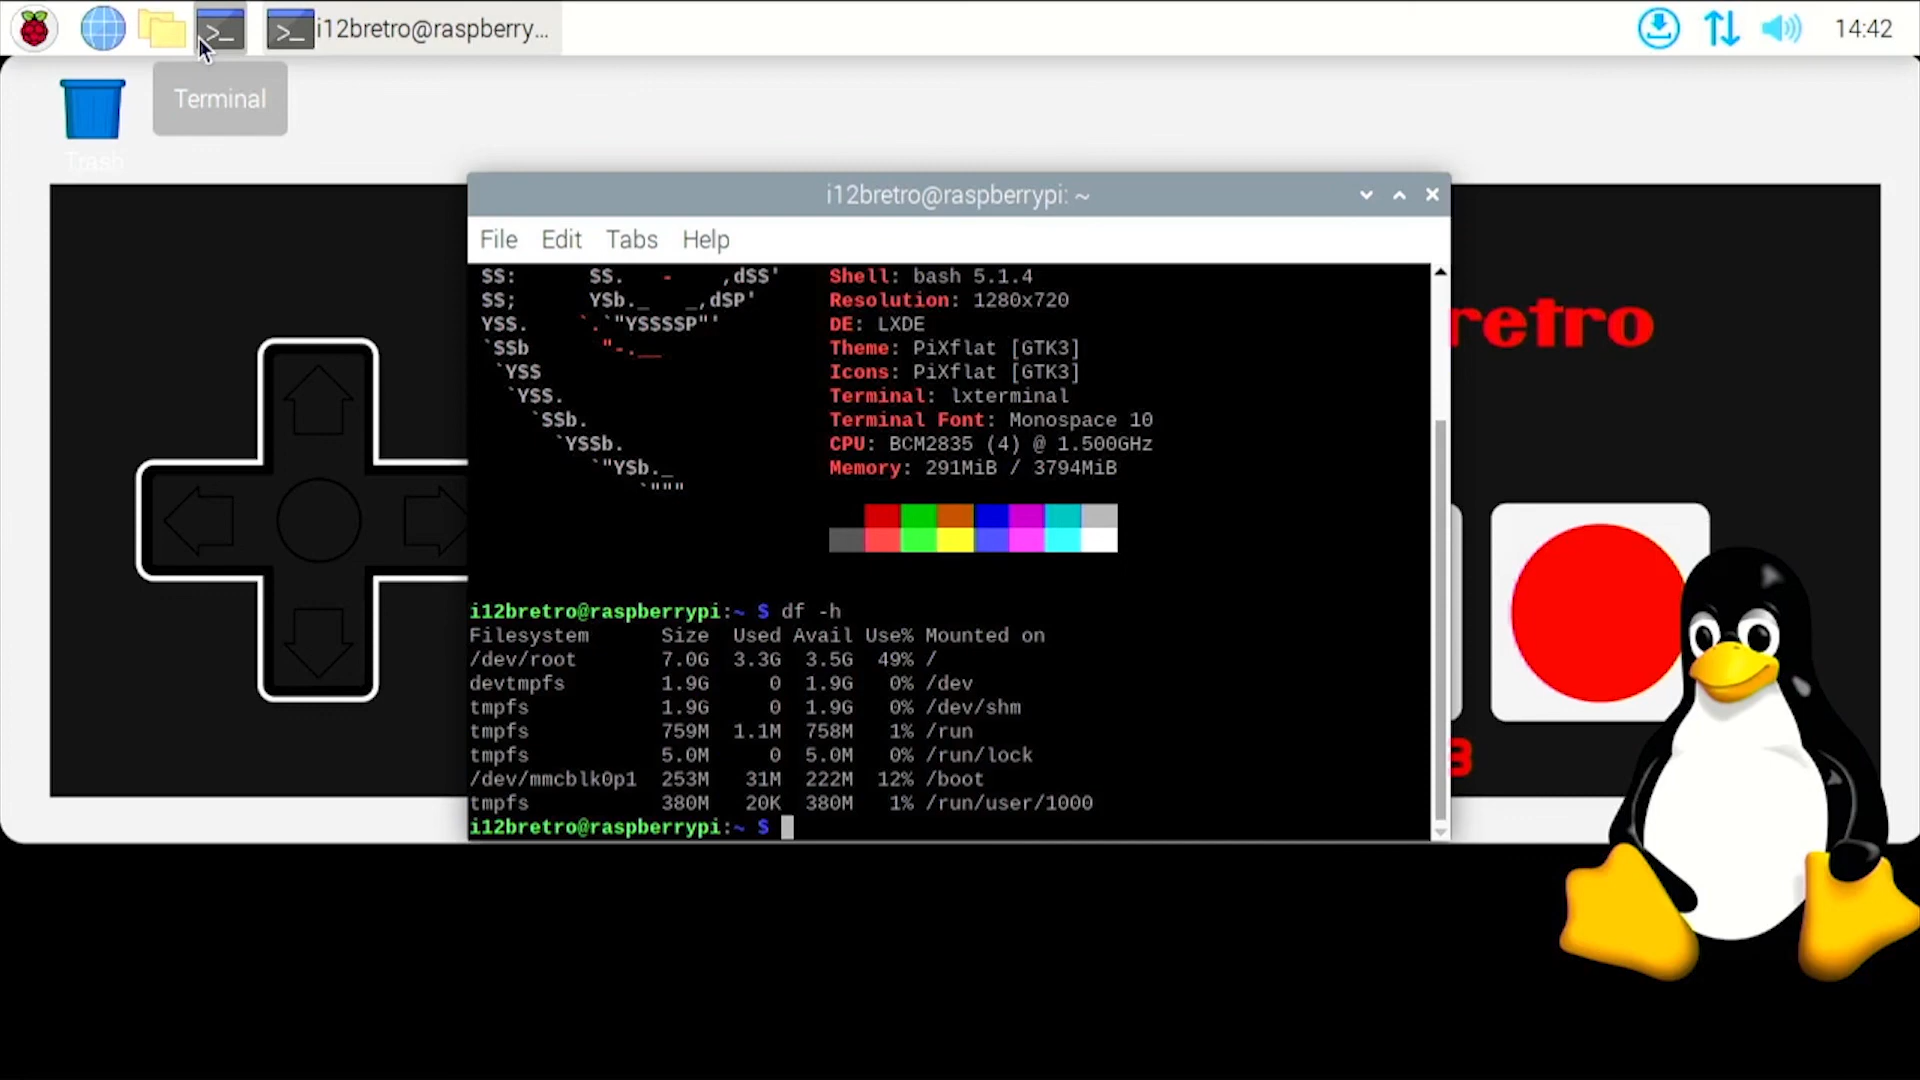 i12bretro@raspberry...
14:42
Terminal
Trash
i12bretro@raspberrypi: ~
File Edit Tabs Help
$$: $$. - ,d$$'
$$; Y$b._ _,d$P'
Y$$. `.`"Y$$$$P"'
`$$b "-.__
`Y$$
`Y$$.
`$$b.
`Y$$b.
`"Y$b._
`"""
Shell: bash 5.1.4
Resolution: 1280x720
DE: LXDE
Theme: PiXflat [GTK3]
Icons: PiXflat [GTK3]
Terminal: lxterminal
Terminal Font: Monospace 10
CPU: BCM2835 (4) @ 1.500GHz
Memory: 291MiB / 3794MiB
i12bretro@raspberrypi:~ $ df -h
Filesystem Size Used Avail Use% Mounted on
/dev/root 7.0G 3.3G 3.5G 49% /
devtmpfs 1.9G 0 1.9G 0% /dev
tmpfs 1.9G 0 1.9G 0% /dev/shm
tmpfs 759M 1.1M 758M 1% /run
tmpfs 5.0M 0 5.0M 0% /run/lock
/dev/mmcblk0p1 253M 31M 222M 12% /boot
tmpfs 380M 20K 380M 1% /run/user/1000
i12bretro@raspberrypi:~ $
retro